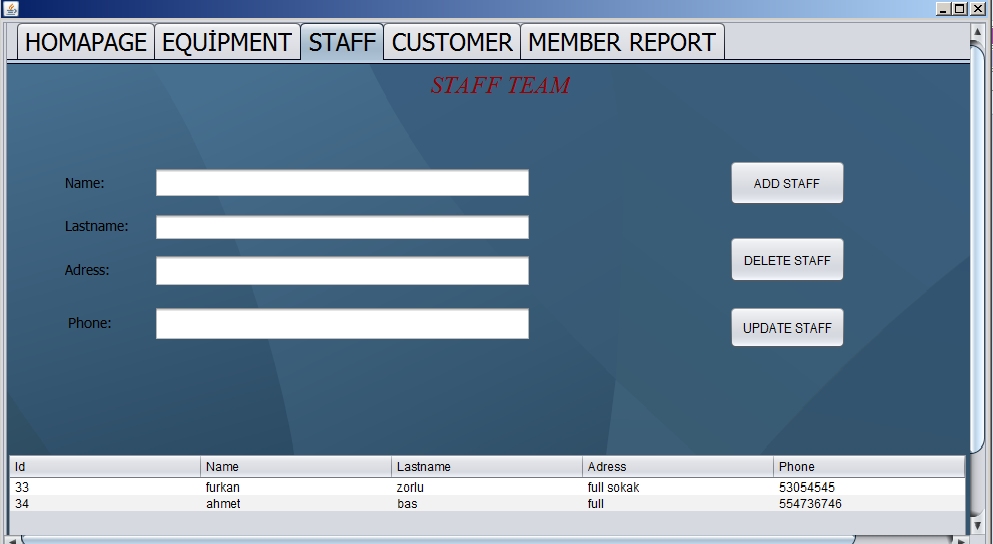 HOMAPAGE EQUİPMENT STAFF CUSTOMER MEMBER REPORT
STAFF TEAM
Name:
ADD STAFF
Lastname:
Adress:
DELETE STAFF
Phone:
UPDATE STAFF
Id Name Lastname Adress Phone
33 furkan zorlu full sokak 53054545
34 ahmet bas full 554736746